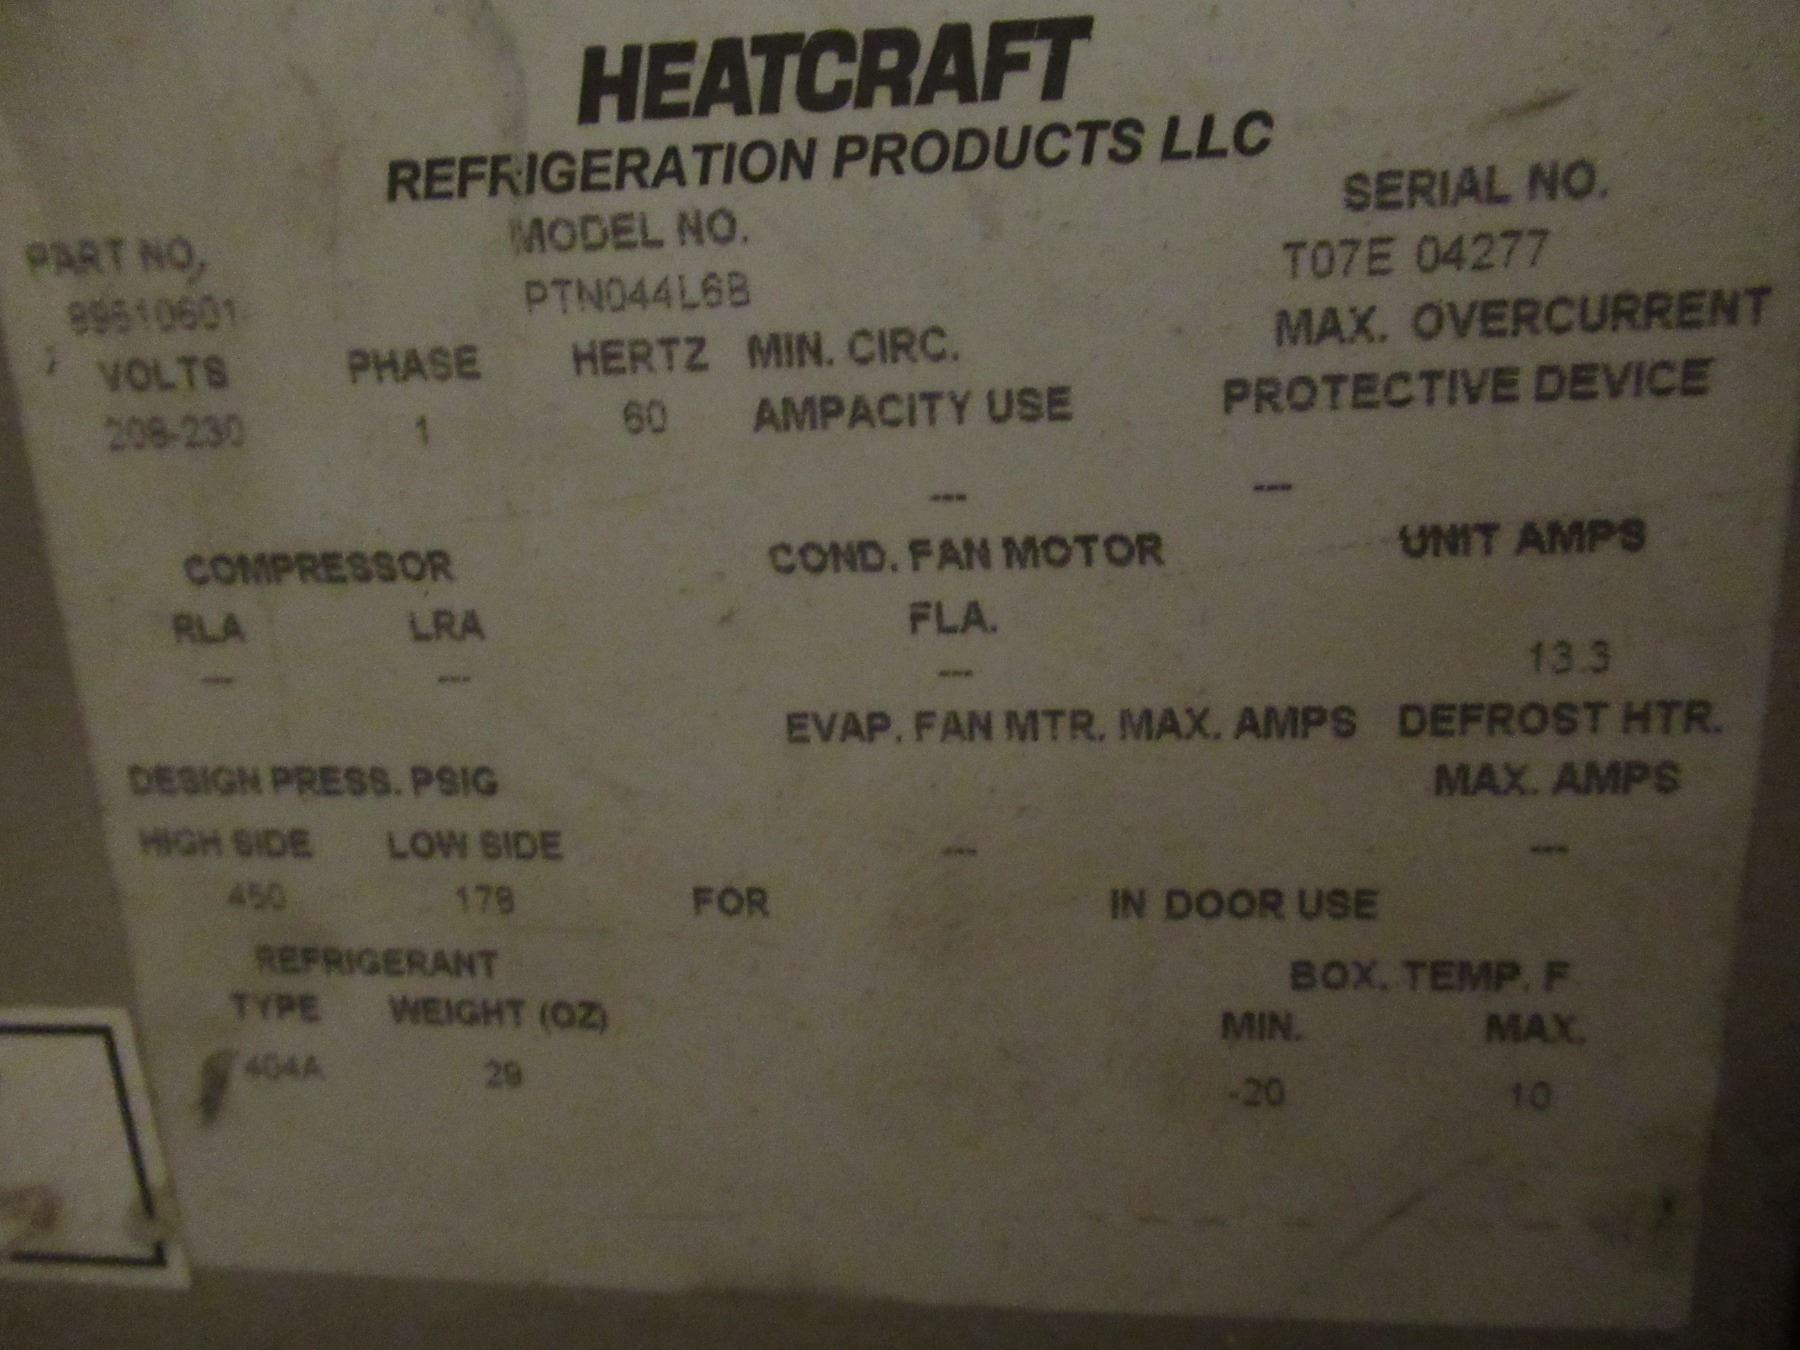 HEATCRAFT
REFRIGERATION PRODUCTS LLC
PART NO, MODEL NO. SERIAL NO.
89610601 PTN044L6B T07E 04277
VOLTS PHASE HERTZ MIN. CIRC. MAX. OVERCURRENT
208-230 1 60 AMPACITY USE PROTECTIVE DEVICE
--- ---
COMPRESSOR COND. FAN MOTOR UNIT AMPS
RLA LRA FLA.
--- --- --- 13.3
EVAP. FAN MTR. MAX. AMPS DEFROST HTR.
DESIGN PRESS. PSIG MAX. AMPS
HIGH SIDE LOW SIDE --- ---
450 178 FOR IN DOOR USE
REFRIGERANT BOX. TEMP. F
TYPE WEIGHT (OZ) MIN. MAX.
404A 29 -20 10